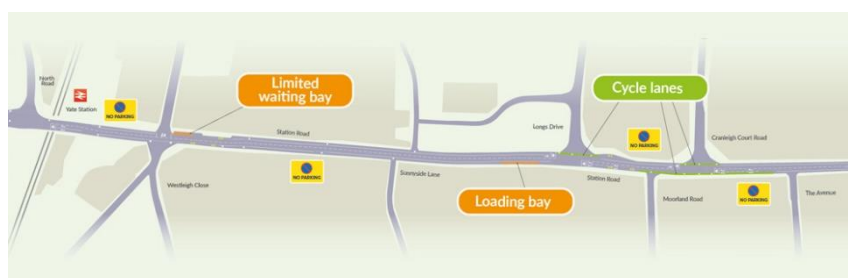 North
Road
Yate Station
NO PARKING
Limited
waiting bay
Station Road
Westleigh Close
NO PARKING
Sunnyside Lane
Longs Drive
Loading bay
Cycle lanes
NO PARKING
Station Road
Cranleigh Court Road
Moorland Road
NO PARKING
The Avenue